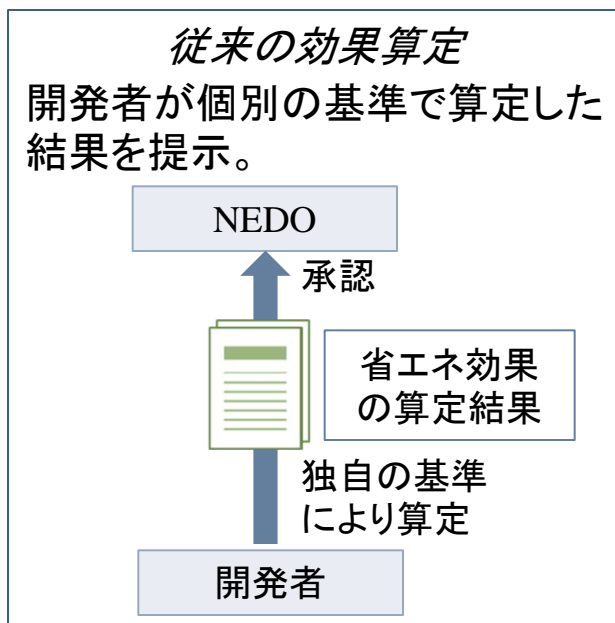 従来の効果算定
開発者が個別の基準で算定した
結果を提示。
NEDO
承認
省エネ効果
の算定結果
独自の基準
により算定
開発者